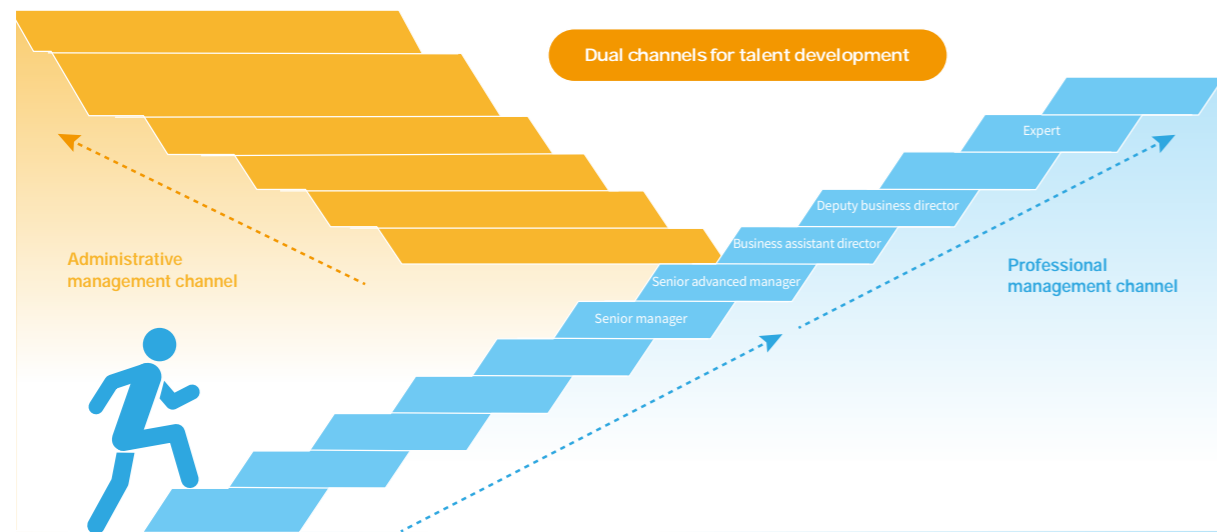 Dual channels for talent development
Expert
Deputy business director
Business assistant director
Administrative
management channel
Professional
management channel
Senior advanced manager
Senior manager